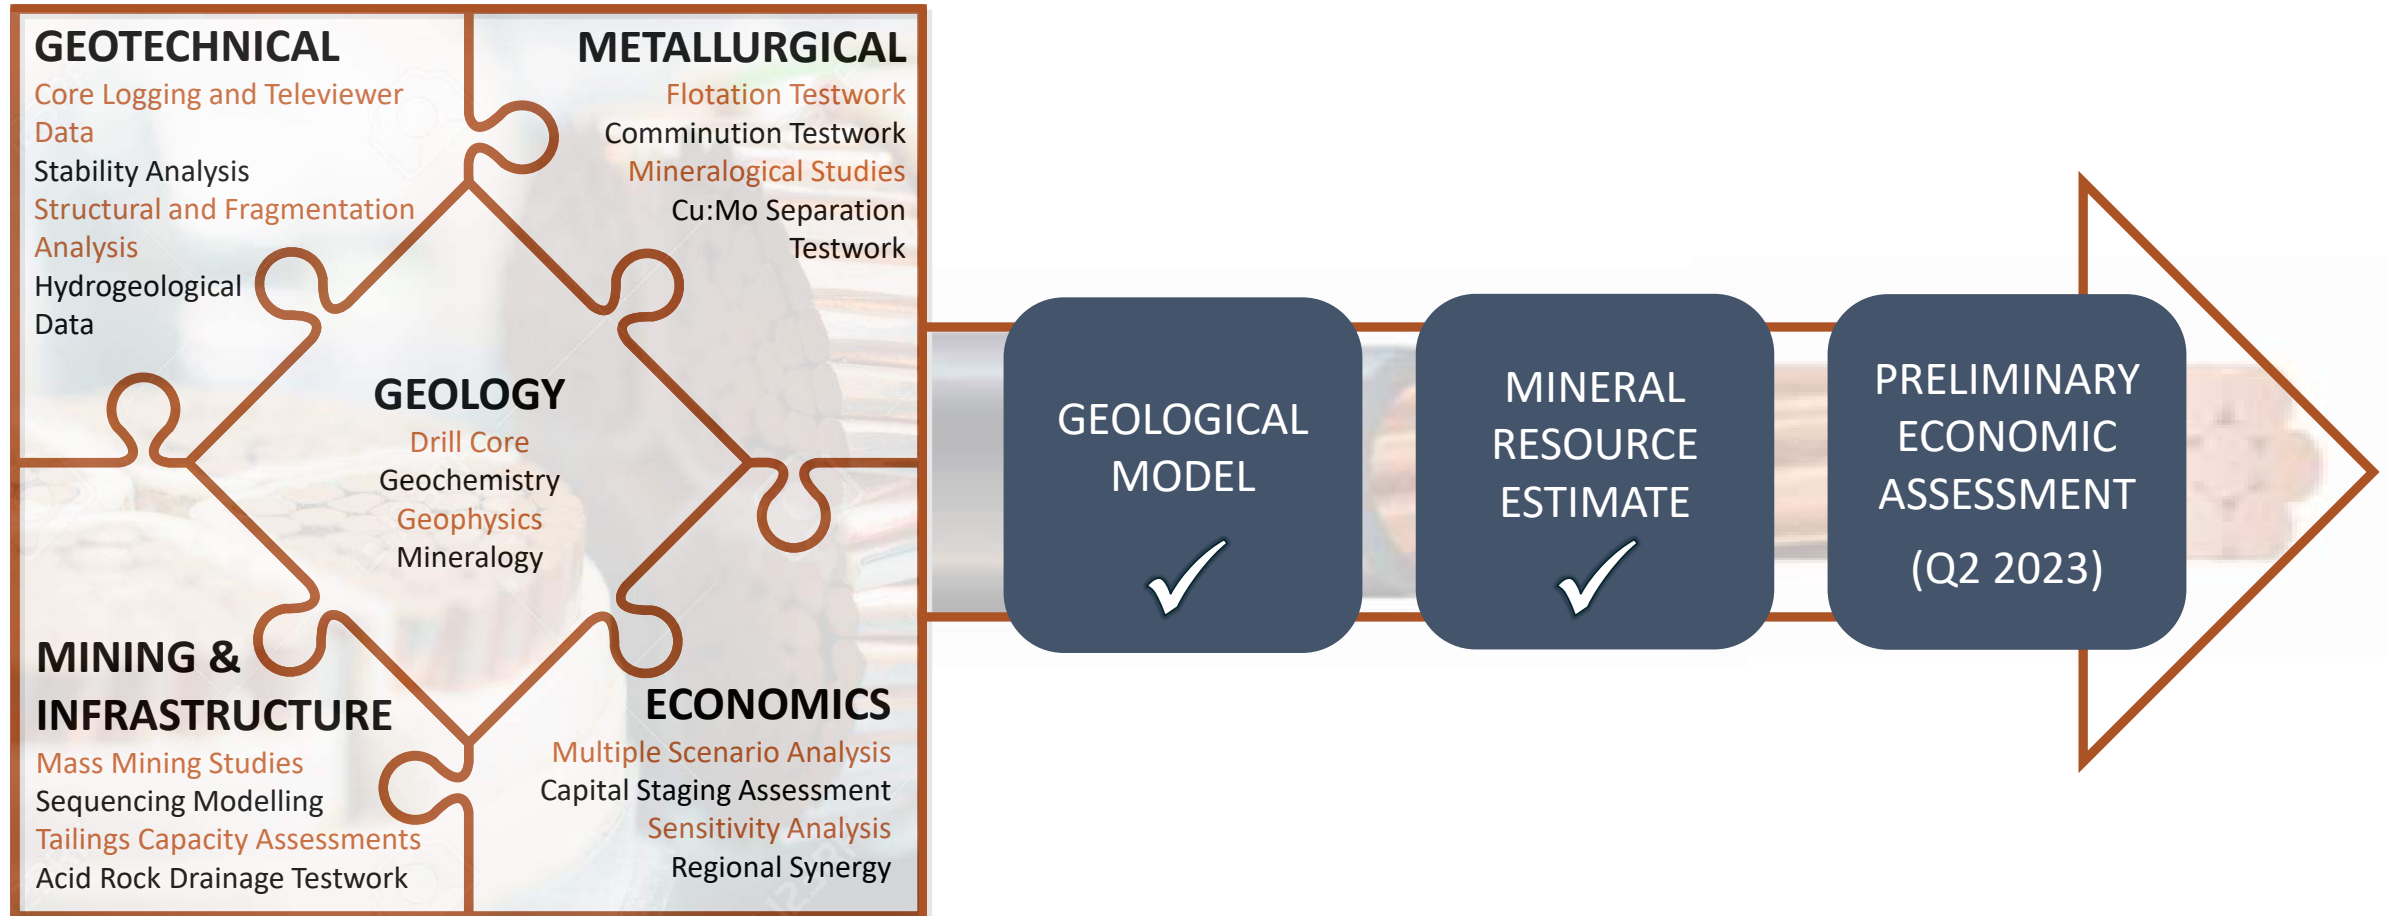 GEOTECHNICAL
Core Logging and Televiewer
Data
Stability Analysis
Structural and Fragmentation
Analysis
Hydrogeological
Data
METALLURGICAL
Flotation Testwork
Comminution Testwork
Mineralogical Studies
Cu:Mo Separation
Testwork
GEOLOGY
Drill Core
Geochemistry
Geophysics
Mineralogy
MINING &
INFRASTRUCTURE
Mass Mining Studies
Sequencing Modelling
Tailings Capacity Assessments
Acid Rock Drainage Testwork
ECONOMICS
Multiple Scenario Analysis
Capital Staging Assessment
Sensitivity Analysis
Regional Synergy
GEOLOGICAL
MODEL
MINERAL
RESOURCE
ESTIMATE
PRELIMINARY
ECONOMIC
ASSESSMENT
(Q2 2023)